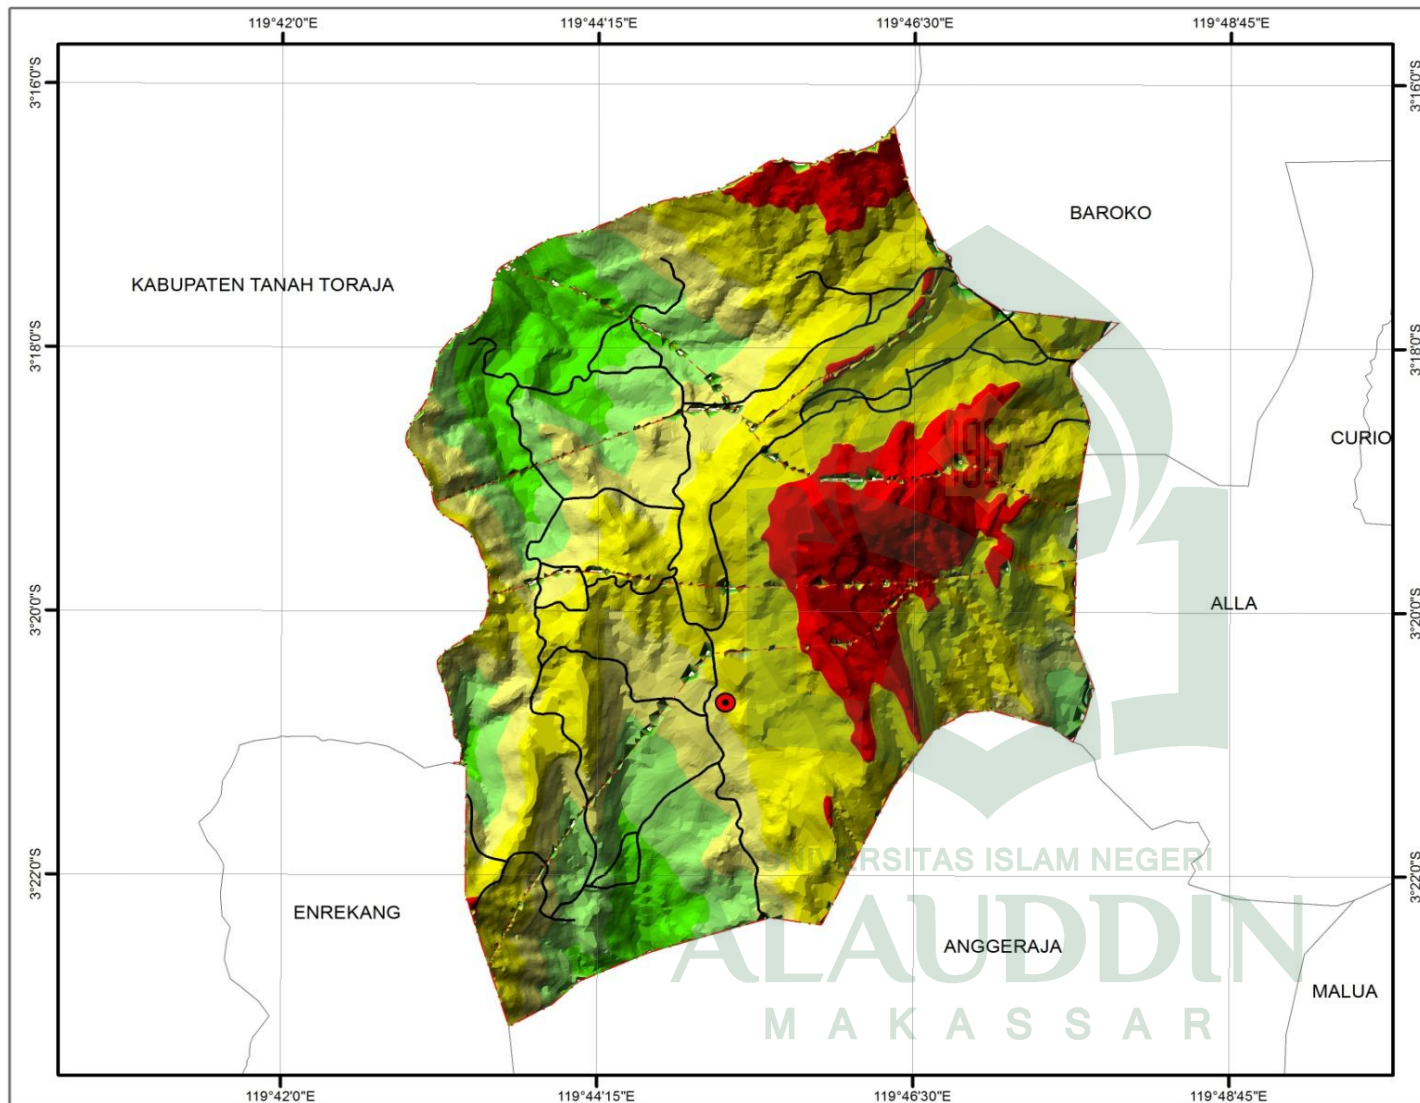 119°42'0"E 119°44'15"E 119°46'30"E 119°48'45"E
3°16'0"S 3°16'0"S
BAROKO
KABUPATEN TANAH TORAJA
3°18'0"S 3°18'0"S
CURIO
3°20'0"S 3°20'0"S
ALLA
UNIVERSITAS ISLAM NEGERI
3°22'0"S 3°22'0"S
ENREKANG
ALAUDDIN
ANGGERAJA
MALUA
MAKASSAR
119°42'0"E 119°44'15"E 119°46'30"E 119°48'45"E